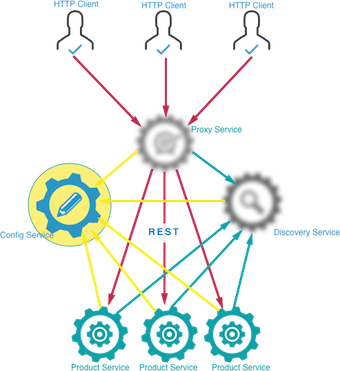 HTTP Client
HTTP Client
HTTP Client
Proxy Service
REST
Config Service
Discovery Service
Product Service
Product Service
Product Service